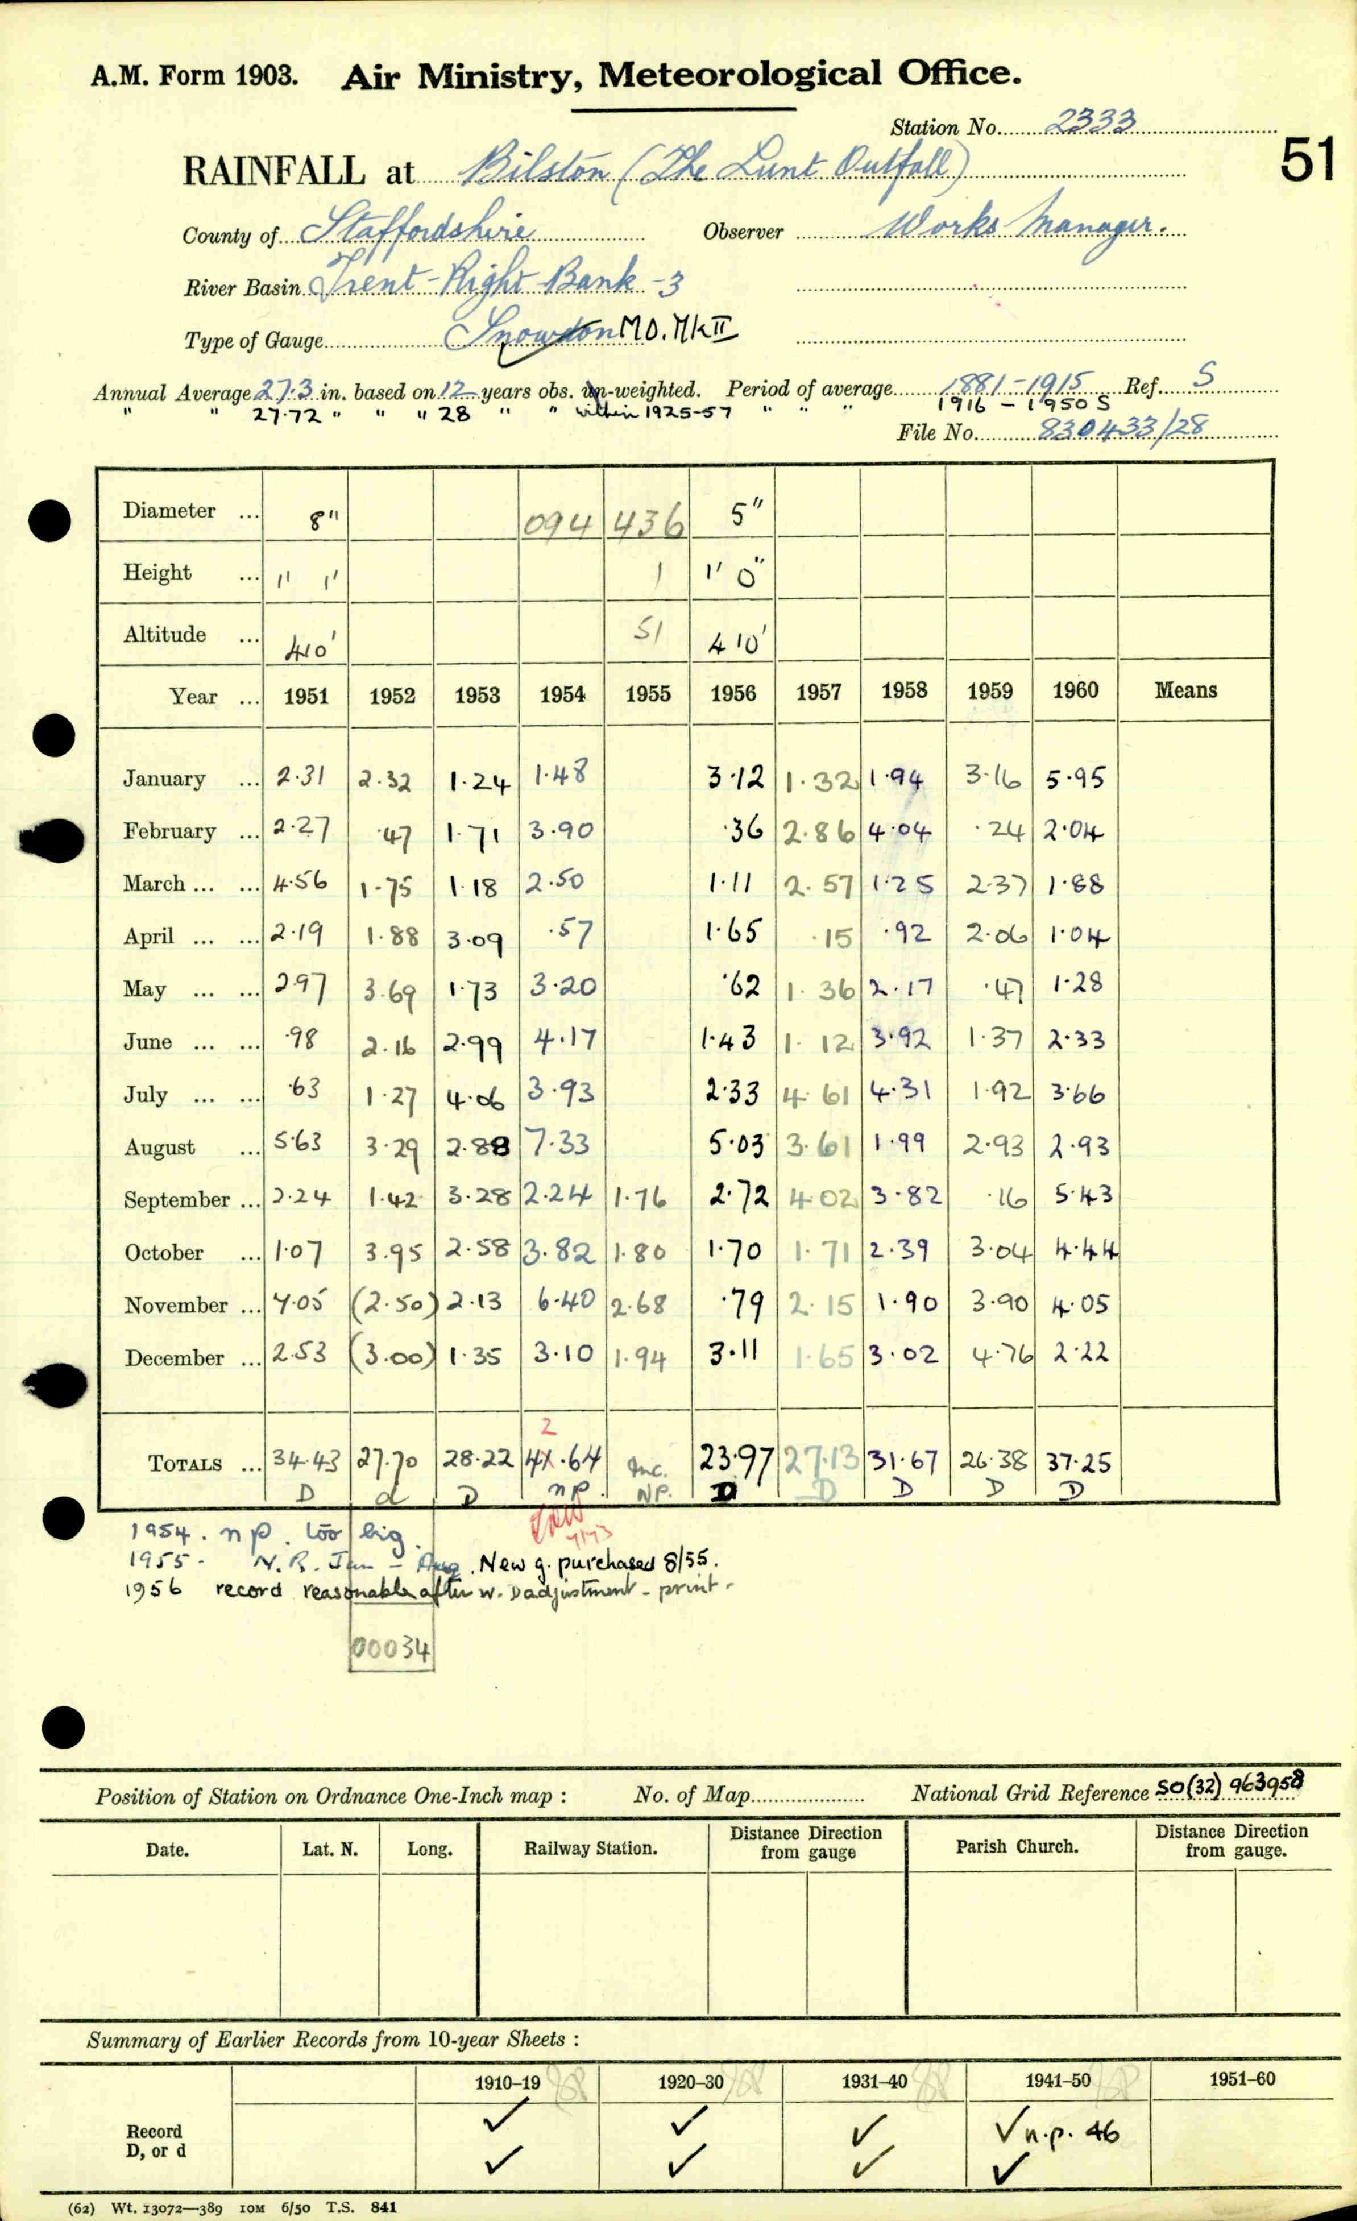 A.M. Form 1903. Air Ministry, Meteorological Office.
Station No. 2333
51
RAINFALL at Bilston (The Lunt Outfall)
County of Staffordshire Observer Works Manager.
River Basin Trent-Right Bank-3
Type of Gauge Snowdon MO. Mk II
Annual Average 27.3 in. based on 12 years obs. un-weighted. Period of average 1881-1915 Ref. S
" " 27.72 " " " 28 " " within 1925-57 " " " 1916 - 1950 S
File No. 830433/28
Diameter ... 8" 094 436 5"
Height ... 1' 1' 1 1' 0"
Altitude ... 410' 51 410'
Year ... 1951 1952 1953 1954 1955 1956 1957 1958 1959 1960 Means
January ... 2.31 2.32 1.24 1.48 3.12 1.32 1.94 3.16 5.95
February ... 2.27 .47 1.71 3.90 .36 2.86 4.04 .24 2.04
March ... ... 4.56 1.75 1.18 2.50 1.11 2.57 1.25 2.37 1.88
April ... ... 2.19 1.88 3.09 .57 1.65 .15 .92 2.06 1.04
May ... ... 2.97 3.69 1.73 3.20 .62 1.36 2.17 .47 1.28
June ... ... .98 2.16 2.99 4.17 1.43 1.12 3.92 1.37 2.33
July ... ... .63 1.27 4.06 3.93 2.33 4.61 4.31 1.92 3.66
August ... 5.63 3.29 2.88 7.33 5.03 3.61 1.99 2.93 2.93
September ... 2.24 1.42 3.28 2.24 1.76 2.72 4.02 3.82 .16 5.43
October ... 1.07 3.95 2.58 3.82 1.80 1.70 1.71 2.39 3.04 4.44
November ... 7.05 (2.50) 2.13 6.40 2.68 .79 2.15 1.90 3.90 4.05
December ... 2.53 (3.00) 1.35 3.10 1.94 3.11 1.65 3.02 4.76 2.22
2
TOTALS ... 34.43 27.70 28.22 41.64 Inc. 23.97 27.13 31.67 26.38 37.25
D d D np. NP. D D D D D
1954. np. too big.
1955- N.R. Jan - Aug. New g. purchased 8/55.
1956 record reasonable after w. D adjustment - print -
00034
Position of Station on Ordnance One-Inch map : No. of Map National Grid Reference SO(32) 963958
Date. Lat. N. Long. Railway Station. Distance from gauge Direction Parish Church. Distance from gauge. Direction
Summary of Earlier Records from 10-year Sheets :
1910-19 1920-30 1931-40 1941-50 1951-60
Record ✓ ✓ ✓ ✓ n.p. 46
D, or d ✓ ✓ ✓ ✓
(62) Wt. 13072—389 10M 6/50 T.S. 841